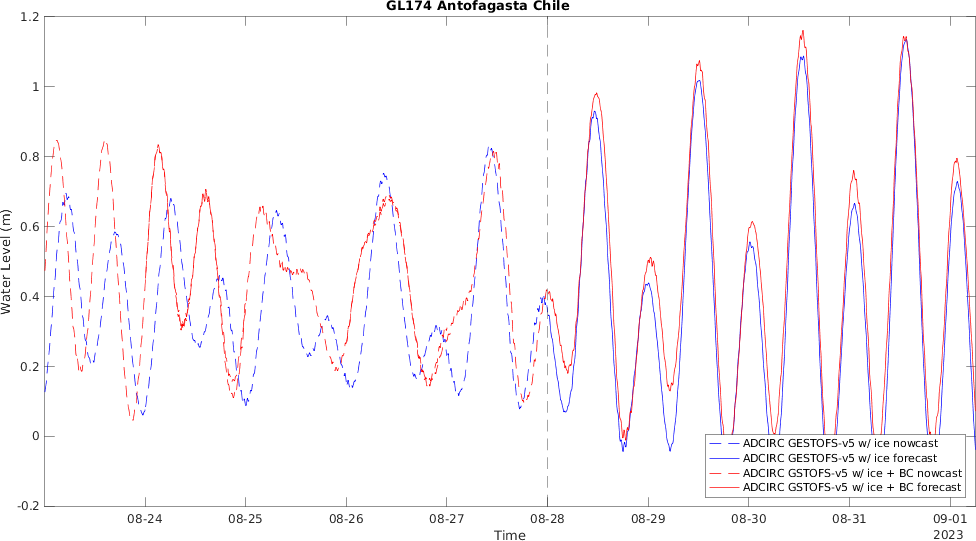 GL174 Antofagasta Chile
1.2
1
0.8
0.6
0.4
0.2
0
-0.2
Water Level (m)
ADCIRC GESTOFS-v5 w/ ice nowcast
ADCIRC GESTOFS-v5 w/ ice forecast
ADCIRC GSTOFS-v5 w/ ice + BC nowcast
ADCIRC GSTOFS-v5 w/ ice + BC forecast
08-24 08-25 08-26 08-27 08-28 08-29 08-30 08-31 09-01
Time 2023